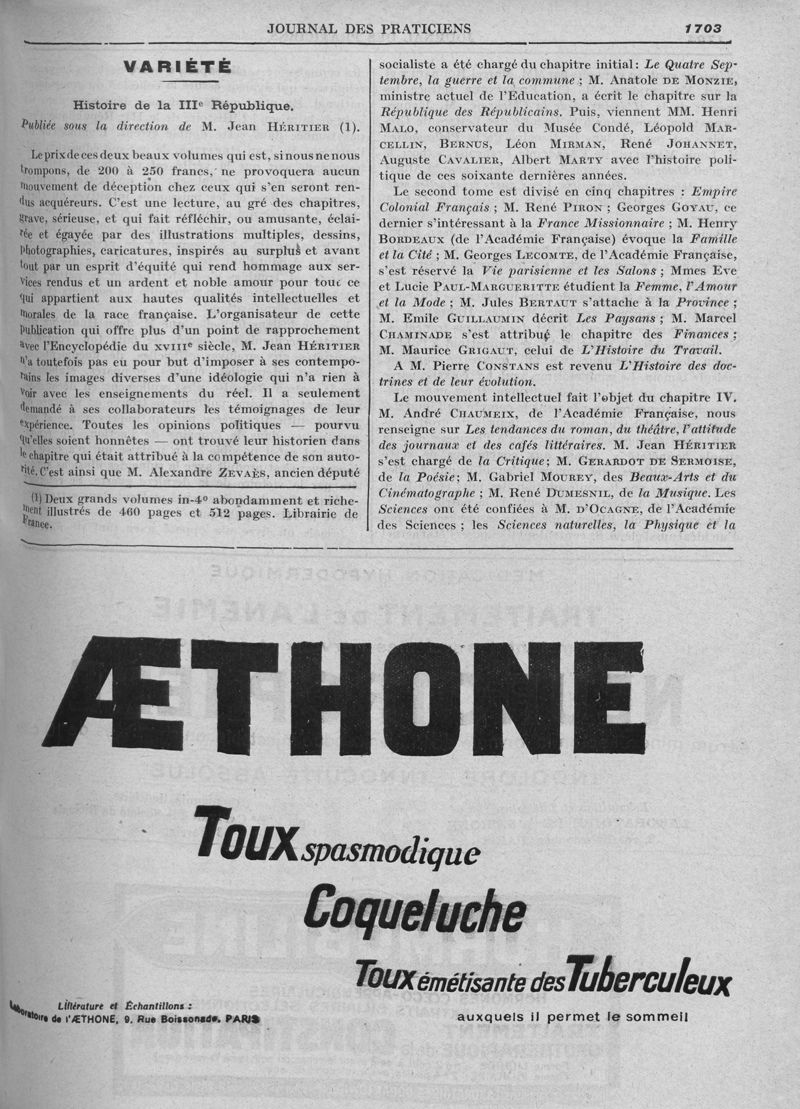 JOURNAL DES PRATICIENS 1703
VARIÉTÉ
Histoire de la IIIe République.
Publiée sous la direction de M. Jean HÉRITIER (1).
Le prix de ces deux beaux volumes qui est, si nous ne nous
trompons, de 200 à 250 francs, ne provoquera aucun
mouvement de déception chez ceux qui s'en seront ren-
dus acquéreurs. C'est une lecture, au gré des chapitres,
grave, sérieuse, et qui fait réfléchir, ou amusante, éclai-
rée et égayée par des illustrations multiples, dessins,
photographies, caricatures, inspirés au surplus et avant
tout par un esprit d'équité qui rend hommage aux ser-
vices rendus et un ardent et noble amour pour tout ce
qui appartient aux hautes qualités intellectuelles et
morales de la race française. L'organisateur de cette
publication qui offre plus d'un point de rapprochement
avec l'Encyclopédie du XVIIIe siècle, M. Jean HÉRITIER
n'a toutefois pas eu pour but d'imposer à ses contempo-
rains les images diverses d'une idéologie qui n'a rien à
voir avec les enseignements du réel. Il a seulement
demandé à ses collaborateurs les témoignages de leur
expérience. Toutes les opinions politiques — pourvu
qu'elles soient honnêtes — ont trouvé leur historien dans
le chapitre qui était attribué à la compétence de son auto-
rité. C'est ainsi que M. Alexandre ZEVAÈS, ancien député
(1) Deux grands volumes in-4° abondamment et riche-
ment illustrés de 460 pages et 512 pages. Librairie de
France.
socialiste a été chargé du chapitre initial : Le Quatre Sep-
tembre, la guerre et la commune ; M. Anatole DE MONZIE,
ministre actuel de l'Education, a écrit le chapitre sur la
République des Républicains. Puis, viennent MM. Henri
MALO, conservateur du Musée Condé, Léopold MAR-
CELLIN, BERNUS, Léon MIRMAN, René JOHANNET,
Auguste CAVALIER, Albert MARTY avec l'histoire poli-
tique de ces soixante dernières années.
Le second tome est divisé en cinq chapitres : Empire
Colonial Français ; M. René PIRON ; Georges GOYAU, ce
dernier s'intéressant à la France Missionnaire ; M. Henry
BORDEAUX (de l'Académie Française) évoque la Famille
et la Cité ; M. Georges LECOMTE, de l'Académie Française,
s'est réservé la Vie parisienne et les Salons ; Mmes Eve
et Lucie PAUL-MARGUERITTE étudient la Femme, l'Amour
et la Mode ; M. Jules BERTAUT s'attache à la Province ;
M. Emile GUILLAUMIN décrit Les Paysans ; M. Marcel
CHAMINADE s'est attribué le chapitre des Finances ;
M. Maurice GRIGAUT, celui de L'Histoire du Travail.
A M. Pierre CONSTANS est revenu L'Histoire des doc-
trines et de leur évolution.
Le mouvement intellectuel fait l'objet du chapitre IV.
M. André CHAUMEIX, de l'Académie Française, nous
renseigne sur Les tendances du roman, du théâtre, l'attitude
des journaux et des cafés littéraires. M. Jean HÉRITIER
s'est chargé de la Critique ; M. GERARDOT DE SERMOISE,
de la Poésie ; M. Gabriel MOUREY, des Beaux-Arts et du
Cinématographe ; M. René DUMESNIL, de la Musique. Les
Sciences ont été confiées à M. D'OCAGNE, de l'Académie
des Sciences ; les Sciences naturelles, la Physique et la
ÆTHONE
Toux spasmodique
Coqueluche
Toux émétisante des Tuberculeux
auxquels il permet le sommeil
Littérature et Échantillons :
Laboratoire de l'ÆTHONE, 9, Rue Boissonade, PARIS